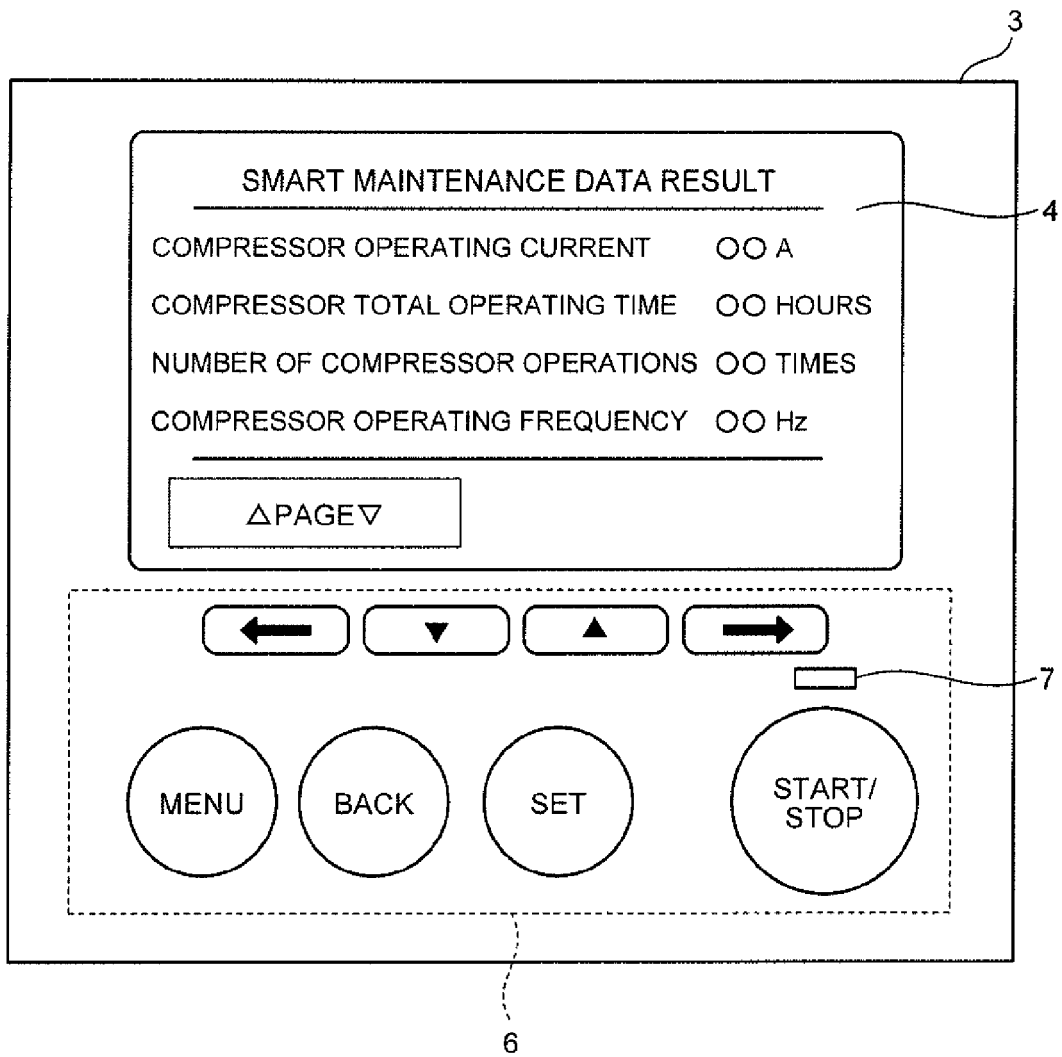 3
SMART MAINTENANCE DATA RESULT
4
COMPRESSOR OPERATING CURRENT ○○ A
COMPRESSOR TOTAL OPERATING TIME ○○ HOURS
NUMBER OF COMPRESSOR OPERATIONS ○○ TIMES
COMPRESSOR OPERATING FREQUENCY ○○ Hz
△PAGE▽
← ▼ ▲ →
7
MENU BACK SET START/
STOP
6